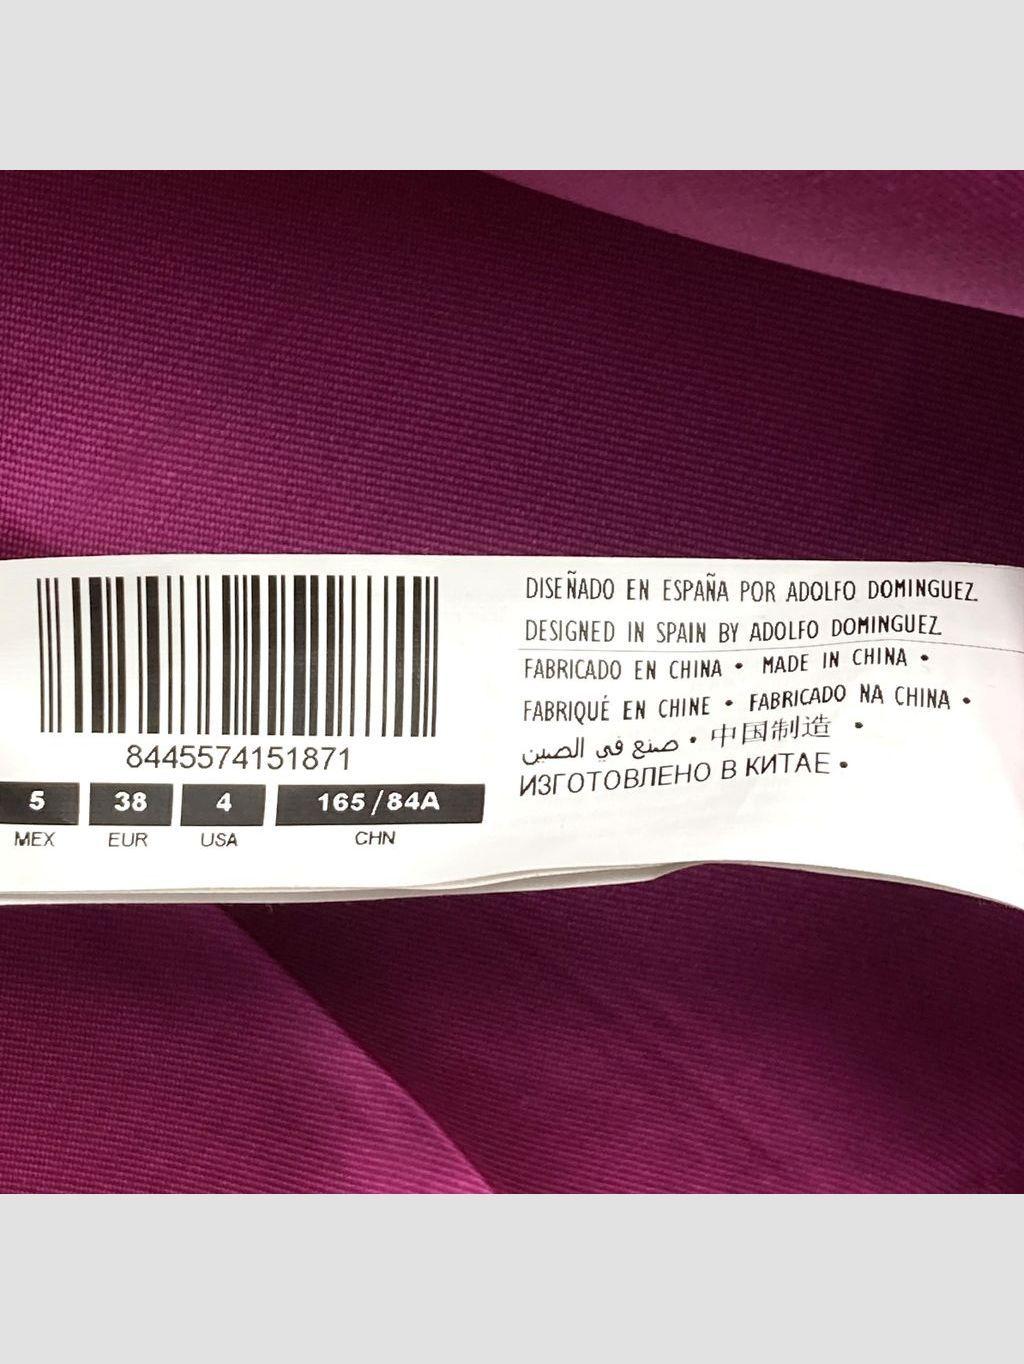 8445574151871
5 38 4 165/84A
MEX EUR USA CHN
DISEÑADO EN ESPAÑA POR ADOLFO DOMINGUEZ
DESIGNED IN SPAIN BY ADOLFO DOMINGUEZ
FABRICADO EN CHINA • MADE IN CHINA •
FABRIQUÉ EN CHINE • FABRICADO NA CHINA •
صنع في الصين • 中国制造 •
ИЗГОТОВЛЕНО В КИТАЕ •